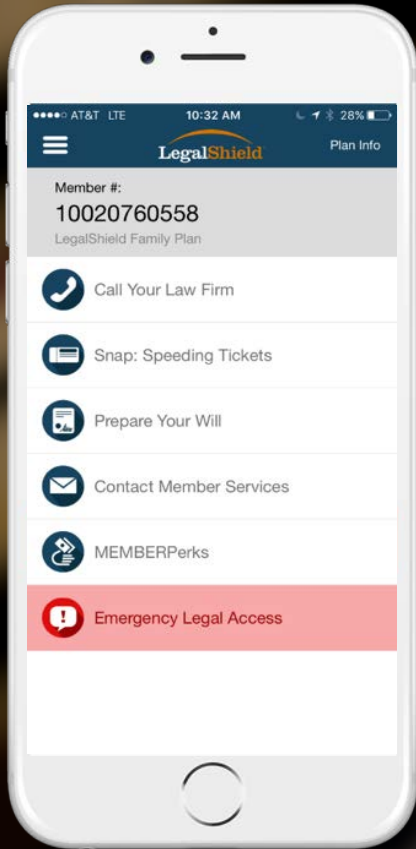 AT&T LTE 10:32 AM 28%
LegalShield Plan Info
Member #:
10020760558
LegalShield Family Plan
Call Your Law Firm
Snap: Speeding Tickets
Prepare Your Will
Contact Member Services
MEMBERPerks
Emergency Legal Access